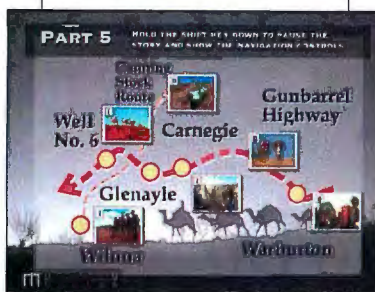 PART 5
HOLD THE SHIFT KEY DOWN TO PAUSE THE
STORY AND SHOW THE NAVIGATION CONTROLS
Canning
Stock
Route
Gunbarrel
Highway
Well
No. 6
Carnegie
Glenayle
Wiluna
Warburton